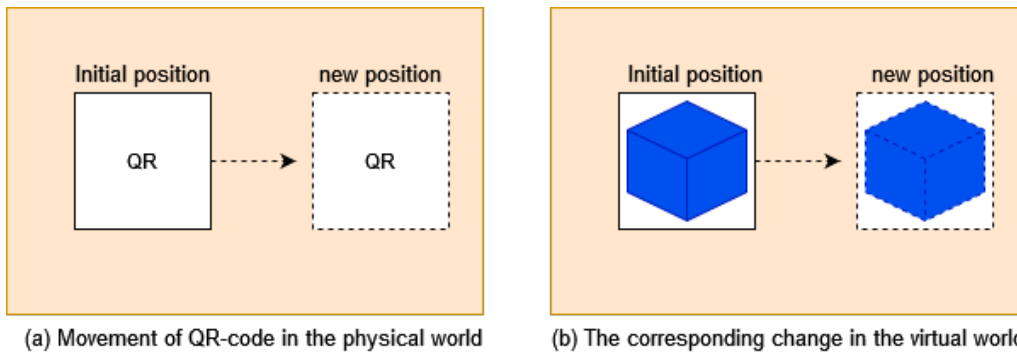 Initial position
new position
QR
QR
(a) Movement of QR-code in the physical world
Initial position
new position
(b) The corresponding change in the virtual world